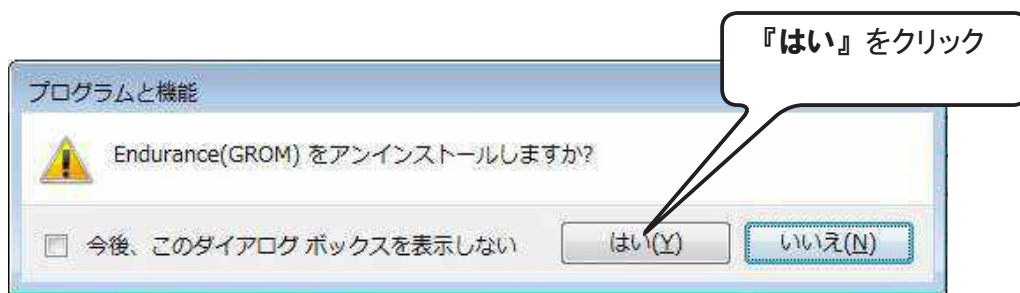 『はい』をクリック
プログラムと機能
Endurance(GROM) をアンインストールしますか?
今後、このダイアログ ボックスを表示しない
はい(Y)
いいえ(N)